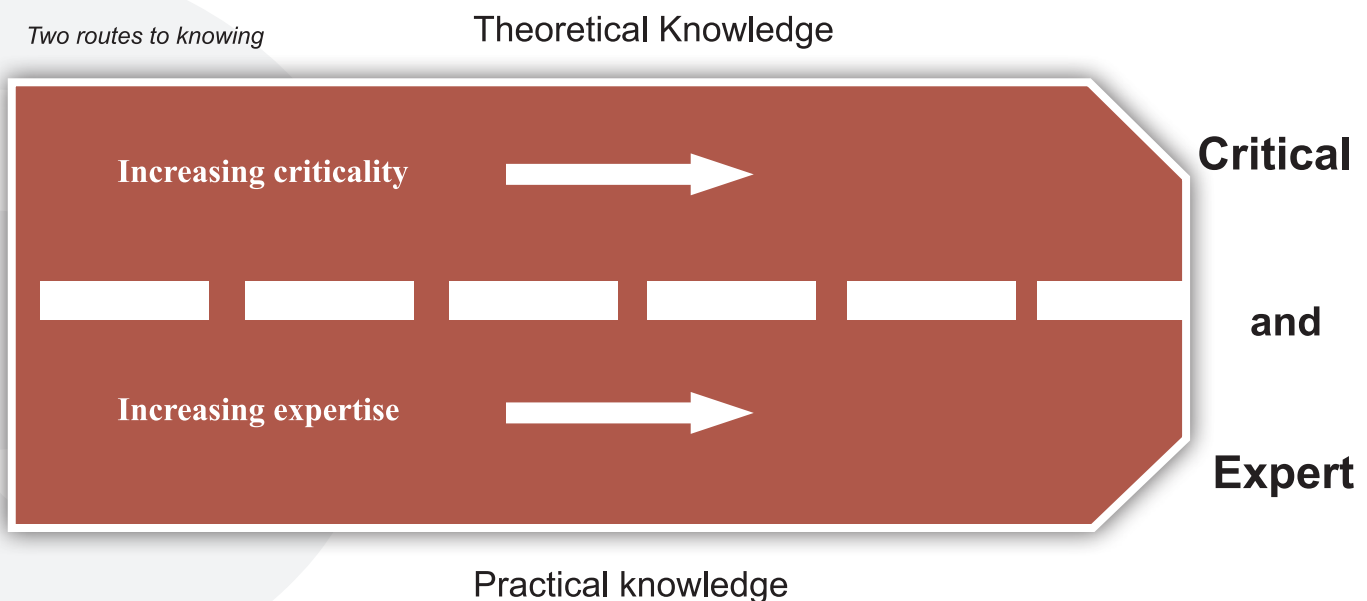 Two routes to knowing
Theoretical Knowledge
Increasing criticality
Critical
and
Increasing expertise
Expert
Practical knowledge